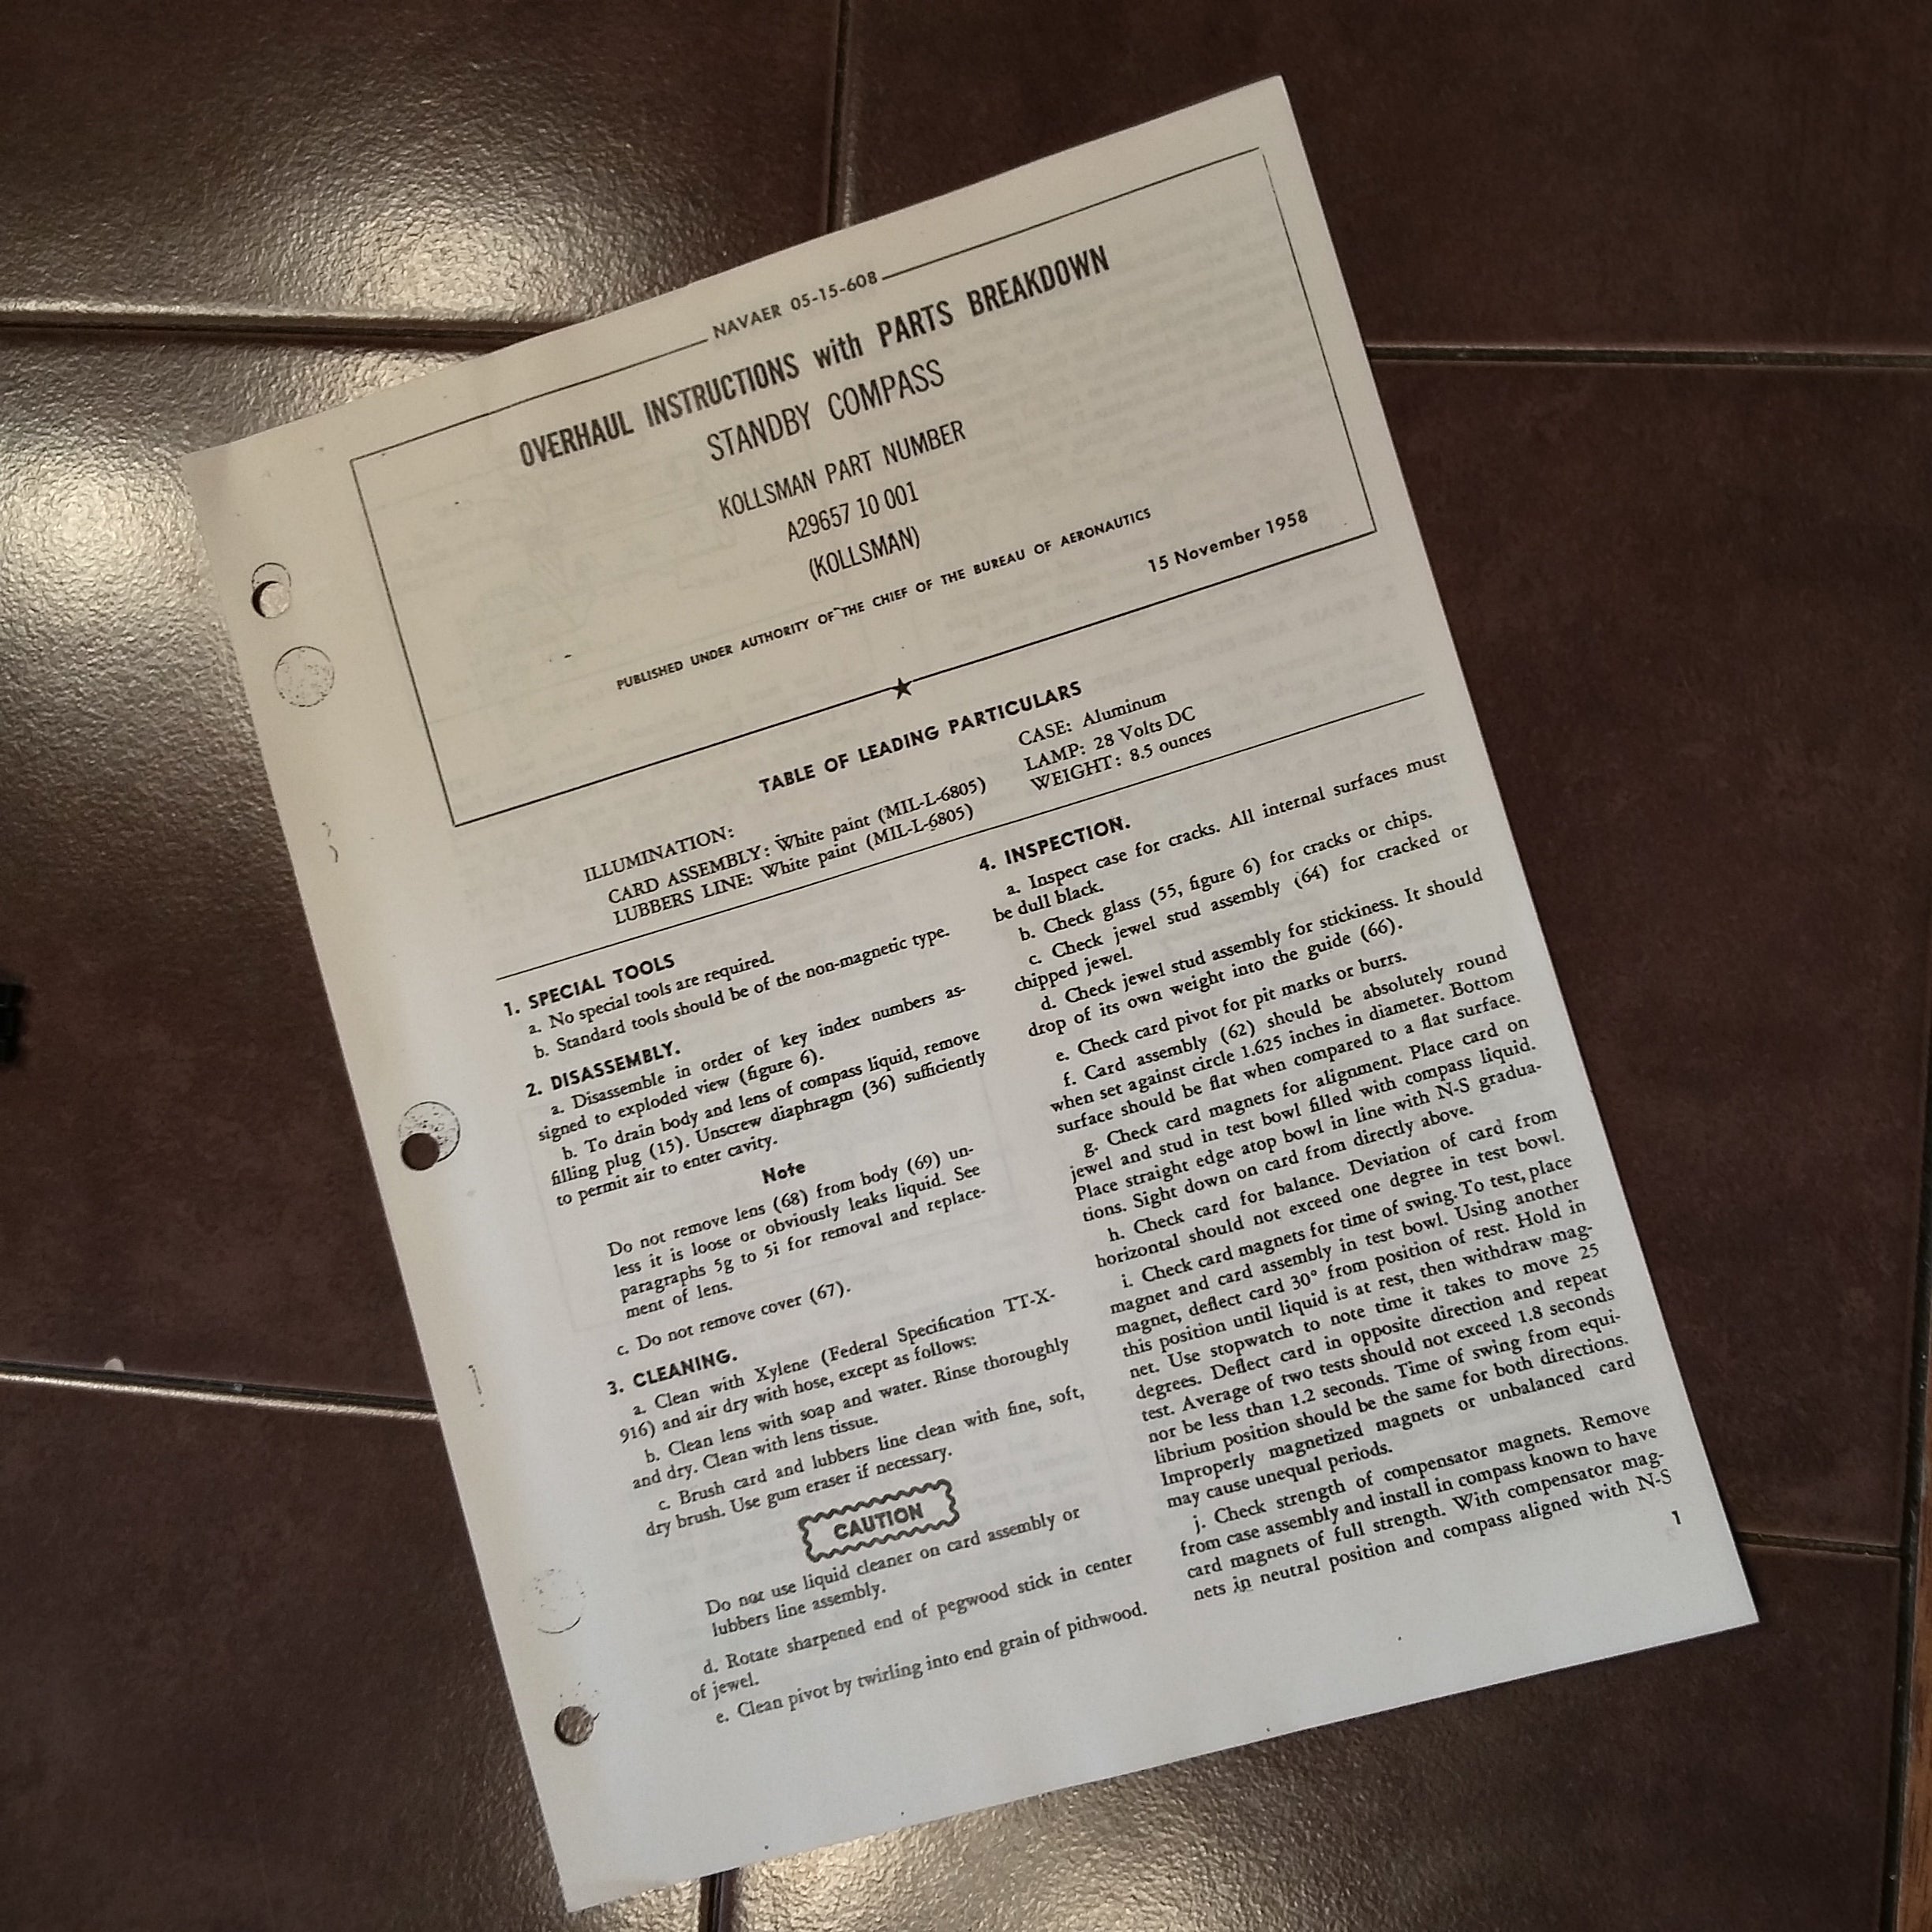 NAVAER 05-15-608
OVERHAUL INSTRUCTIONS with PARTS BREAKDOWN
STANDBY COMPASS
KOLLSMAN PART NUMBER
A29657 10 001
(KOLLSMAN)
PUBLISHED UNDER AUTHORITY OF THE CHIEF OF THE BUREAU OF AERONAUTICS
15 November 1958
TABLE OF LEADING PARTICULARS
ILLUMINATION:
CARD ASSEMBLY: White paint (MIL-L-6805)
LUBBERS LINE: White paint (MIL-L-6805)
CASE: Aluminum
LAMP: 28 Volts DC
WEIGHT: 8.5 ounces
1. SPECIAL TOOLS
a. No special tools are required.
b. Standard tools should be of the non-magnetic type.
2. DISASSEMBLY.
a. Disassemble in order of key index numbers as-
signed to exploded view (figure 6).
b. To drain body and lens of compass liquid, remove
filling plug (15). Unscrew diaphragm (36) sufficiently
to permit air to enter cavity.
Note
Do not remove lens (68) from body (69) un-
less it is loose or obviously leaks liquid. See
paragraphs 5g to 5i for removal and replace-
ment of lens.
c. Do not remove cover (67).
3. CLEANING.
a. Clean with Xylene (Federal Specification TT-X-
916) and air dry with hose, except as follows:
b. Clean lens with soap and water. Rinse thoroughly
and dry. Clean with lens tissue.
c. Brush card and lubbers line clean with fine, soft,
dry brush. Use gum eraser if necessary.
CAUTION
Do not use liquid cleaner on card assembly or
lubbers line assembly.
d. Rotate sharpened end of pegwood stick in center
of jewel.
e. Clean pivot by twirling into end grain of pithwood.
4. INSPECTION.
a. Inspect case for cracks. All internal surfaces must
be dull black.
b. Check glass (55, figure 6) for cracks or chips.
c. Check jewel stud assembly (64) for cracked or
chipped jewel.
d. Check jewel stud assembly for stickiness. It should
drop of its own weight into the guide (66).
e. Check card pivot for pit marks or burrs.
f. Card assembly (62) should be absolutely round
when set against circle 1.625 inches in diameter. Bottom
surface should be flat when compared to a flat surface.
g. Check card magnets for alignment. Place card on
jewel and stud in test bowl filled with compass liquid.
Place straight edge atop bowl in line with N-S gradua-
tions. Sight down on card from directly above.
h. Check card for balance. Deviation of card from
horizontal should not exceed one degree in test bowl.
i. Check card magnets for time of swing. To test, place
magnet and card assembly in test bowl. Using another
magnet, deflect card 30° from position of rest. Hold in
this position until liquid is at rest, then withdraw mag-
net. Use stopwatch to note time it takes to move 25
degrees. Deflect card in opposite direction and repeat
test. Average of two tests should not exceed 1.8 seconds
nor be less than 1.2 seconds. Time of swing from equi-
librium position should be the same for both directions.
Improperly magnetized magnets or unbalanced card
may cause unequal periods.
j. Check strength of compensator magnets. Remove
from case assembly and install in compass known to have
card magnets of full strength. With compensator mag-
nets in neutral position and compass aligned with N-S
1